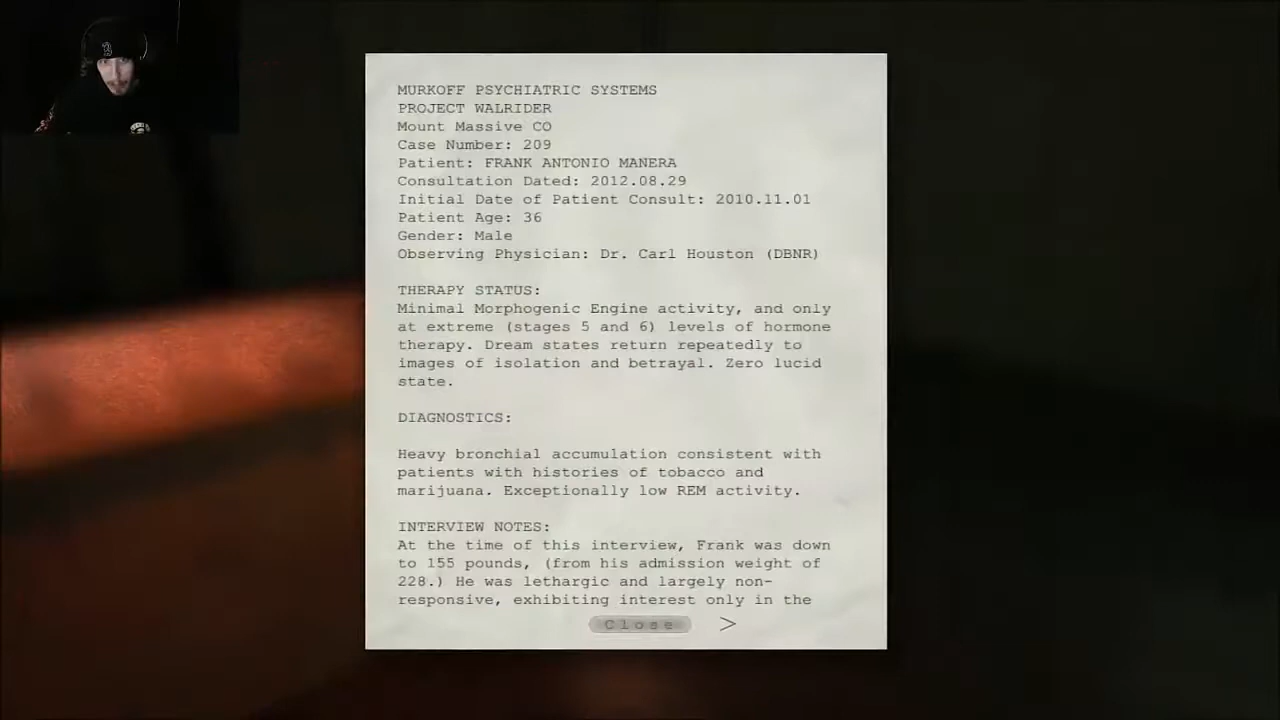 MURKOFF PSYCHIATRIC SYSTEMS
PROJECT WALRIDER
Mount Massive CO
Case Number: 209
Patient: FRANK ANTONIO MANERA
Consultation Dated: 2012.08.29
Initial Date of Patient Consult: 2010.11.01
Patient Age: 36
Gender: Male
Observing Physician: Dr. Carl Houston (DBNR)
THERAPY STATUS:
Minimal Morphogenic Engine activity, and only
at extreme (stages 5 and 6) levels of hormone
therapy. Dream states return repeatedly to
images of isolation and betrayal. Zero lucid
state.
DIAGNOSTICS:
Heavy bronchial accumulation consistent with
patients with histories of tobacco and
marijuana. Exceptionally low REM activity.
INTERVIEW NOTES:
At the time of this interview, Frank was down
to 155 pounds, (from his admission weight of
228.) He was lethargic and largely non-
responsive, exhibiting interest only in the
Close >